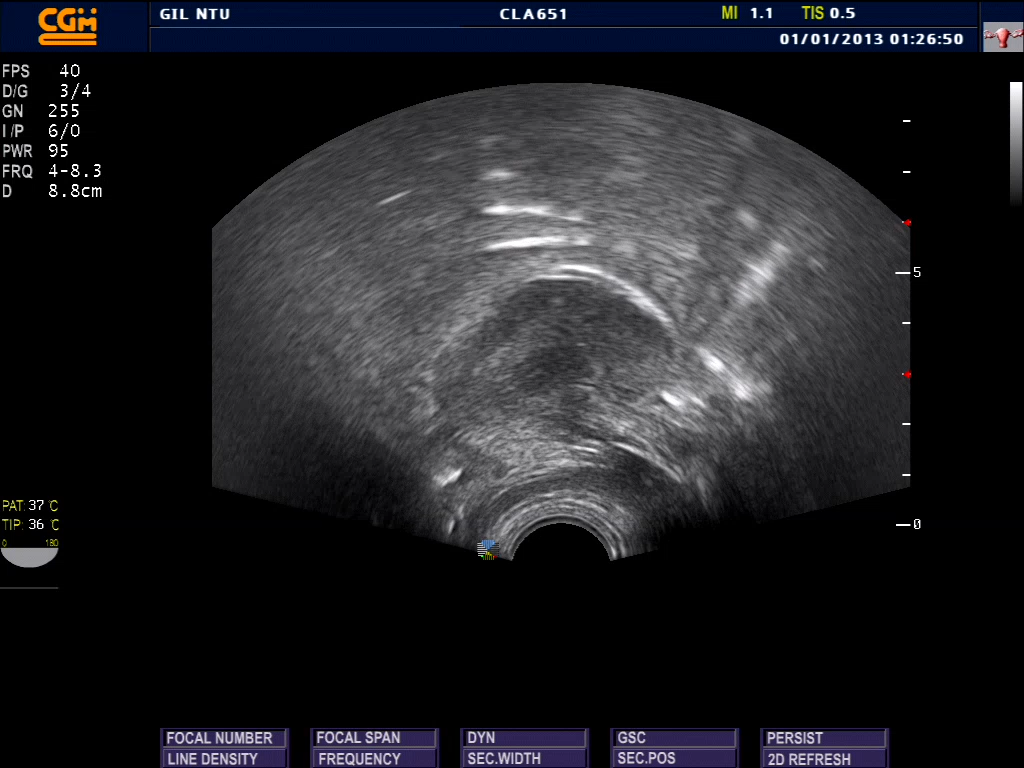 CGM
GIL NTU CLA651 MI 1.1 TIS 0.5
01/01/2013 01:26:50
FPS 40
D/G 3/4
GN 255
I/P 6/0
PWR 95
FRQ 4-8.3
D 8.8cm
5
PAT: 37 °C
TIP: 36 °C
0 180
0
FOCAL NUMBER FOCAL SPAN DYN GSC PERSIST
LINE DENSITY FREQUENCY SEC.WIDTH SEC.POS 2D REFRESH